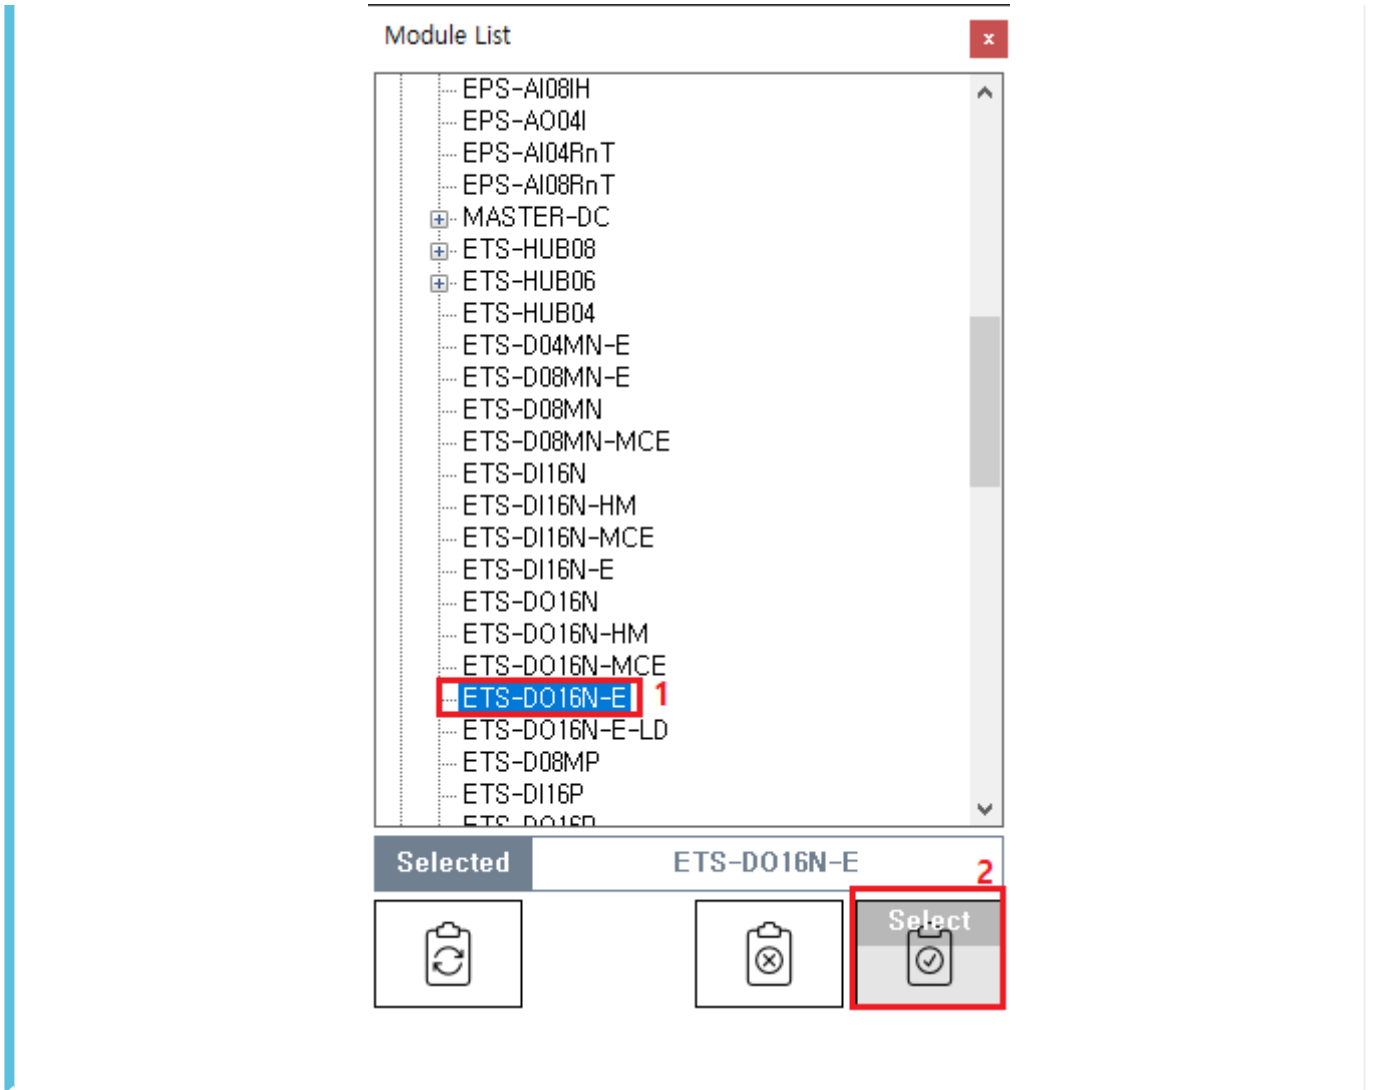 Module List
x
EPS-AI08IH
EPS-AO04I
EPS-AI04RnT
EPS-AI08RnT
MASTER-DC
ETS-HUB08
ETS-HUB06
ETS-HUB04
ETS-D04MN-E
ETS-D08MN-E
ETS-D08MN
ETS-D08MN-MCE
ETS-DI16N
ETS-DI16N-HM
ETS-DI16N-MCE
ETS-DI16N-E
ETS-DO16N
ETS-DO16N-HM
ETS-DO16N-MCE
ETS-DO16N-E 1
ETS-DO16N-E-LD
ETS-D08MP
ETS-DI16P
ETS-DO16P
Selected ETS-DO16N-E 2
Select